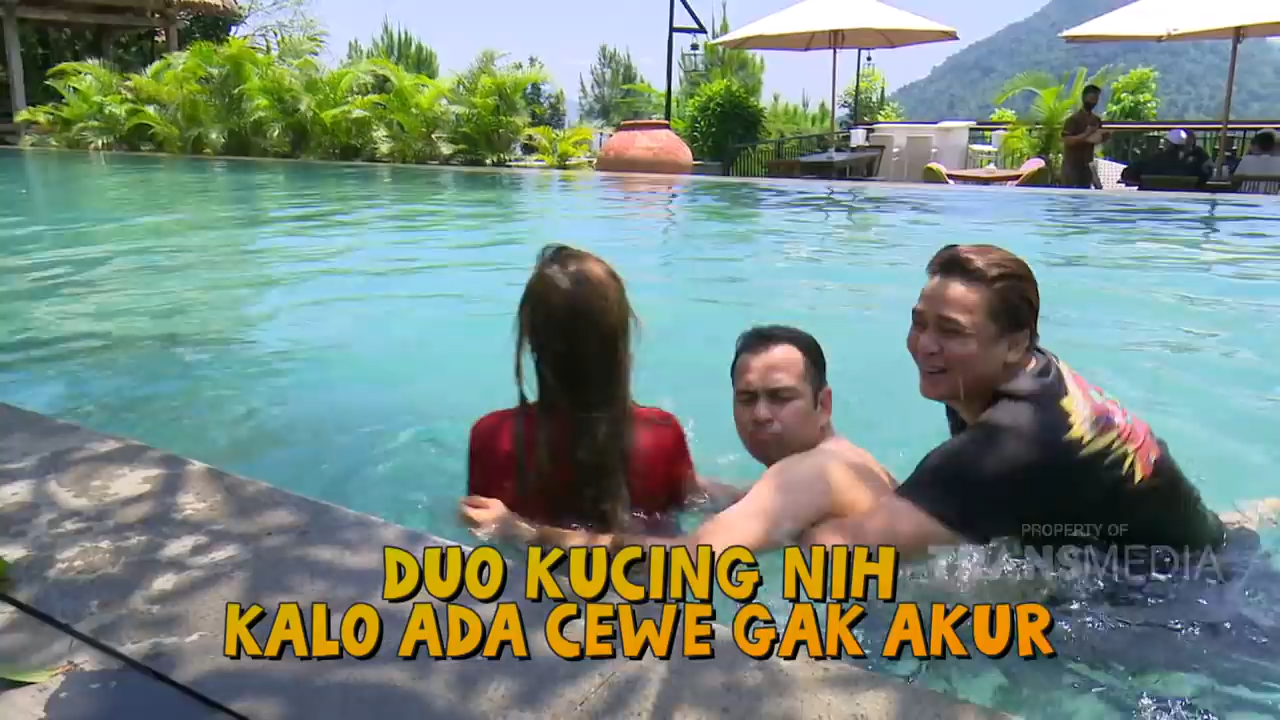 PROPERTY OF
TRANSMEDIA
DUO KUCING NIH
KALO ADA CEWE GAK AKUR